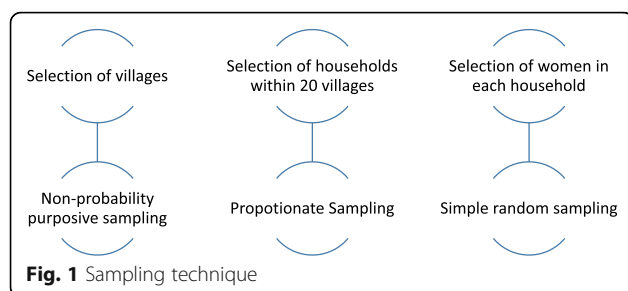 Selection of villages
Selection of households
within 20 villages
Selection of women in
each household
Non-probability
purposive sampling
Propotionate Sampling
Simple random sampling
Fig. 1 Sampling technique